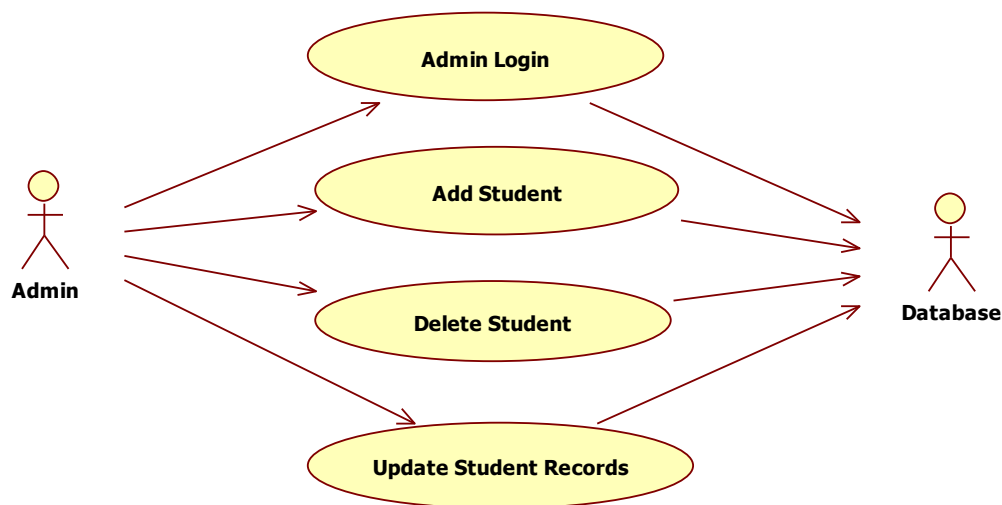 Admin Login
Add Student
Admin
Delete Student
Database
Update Student Records